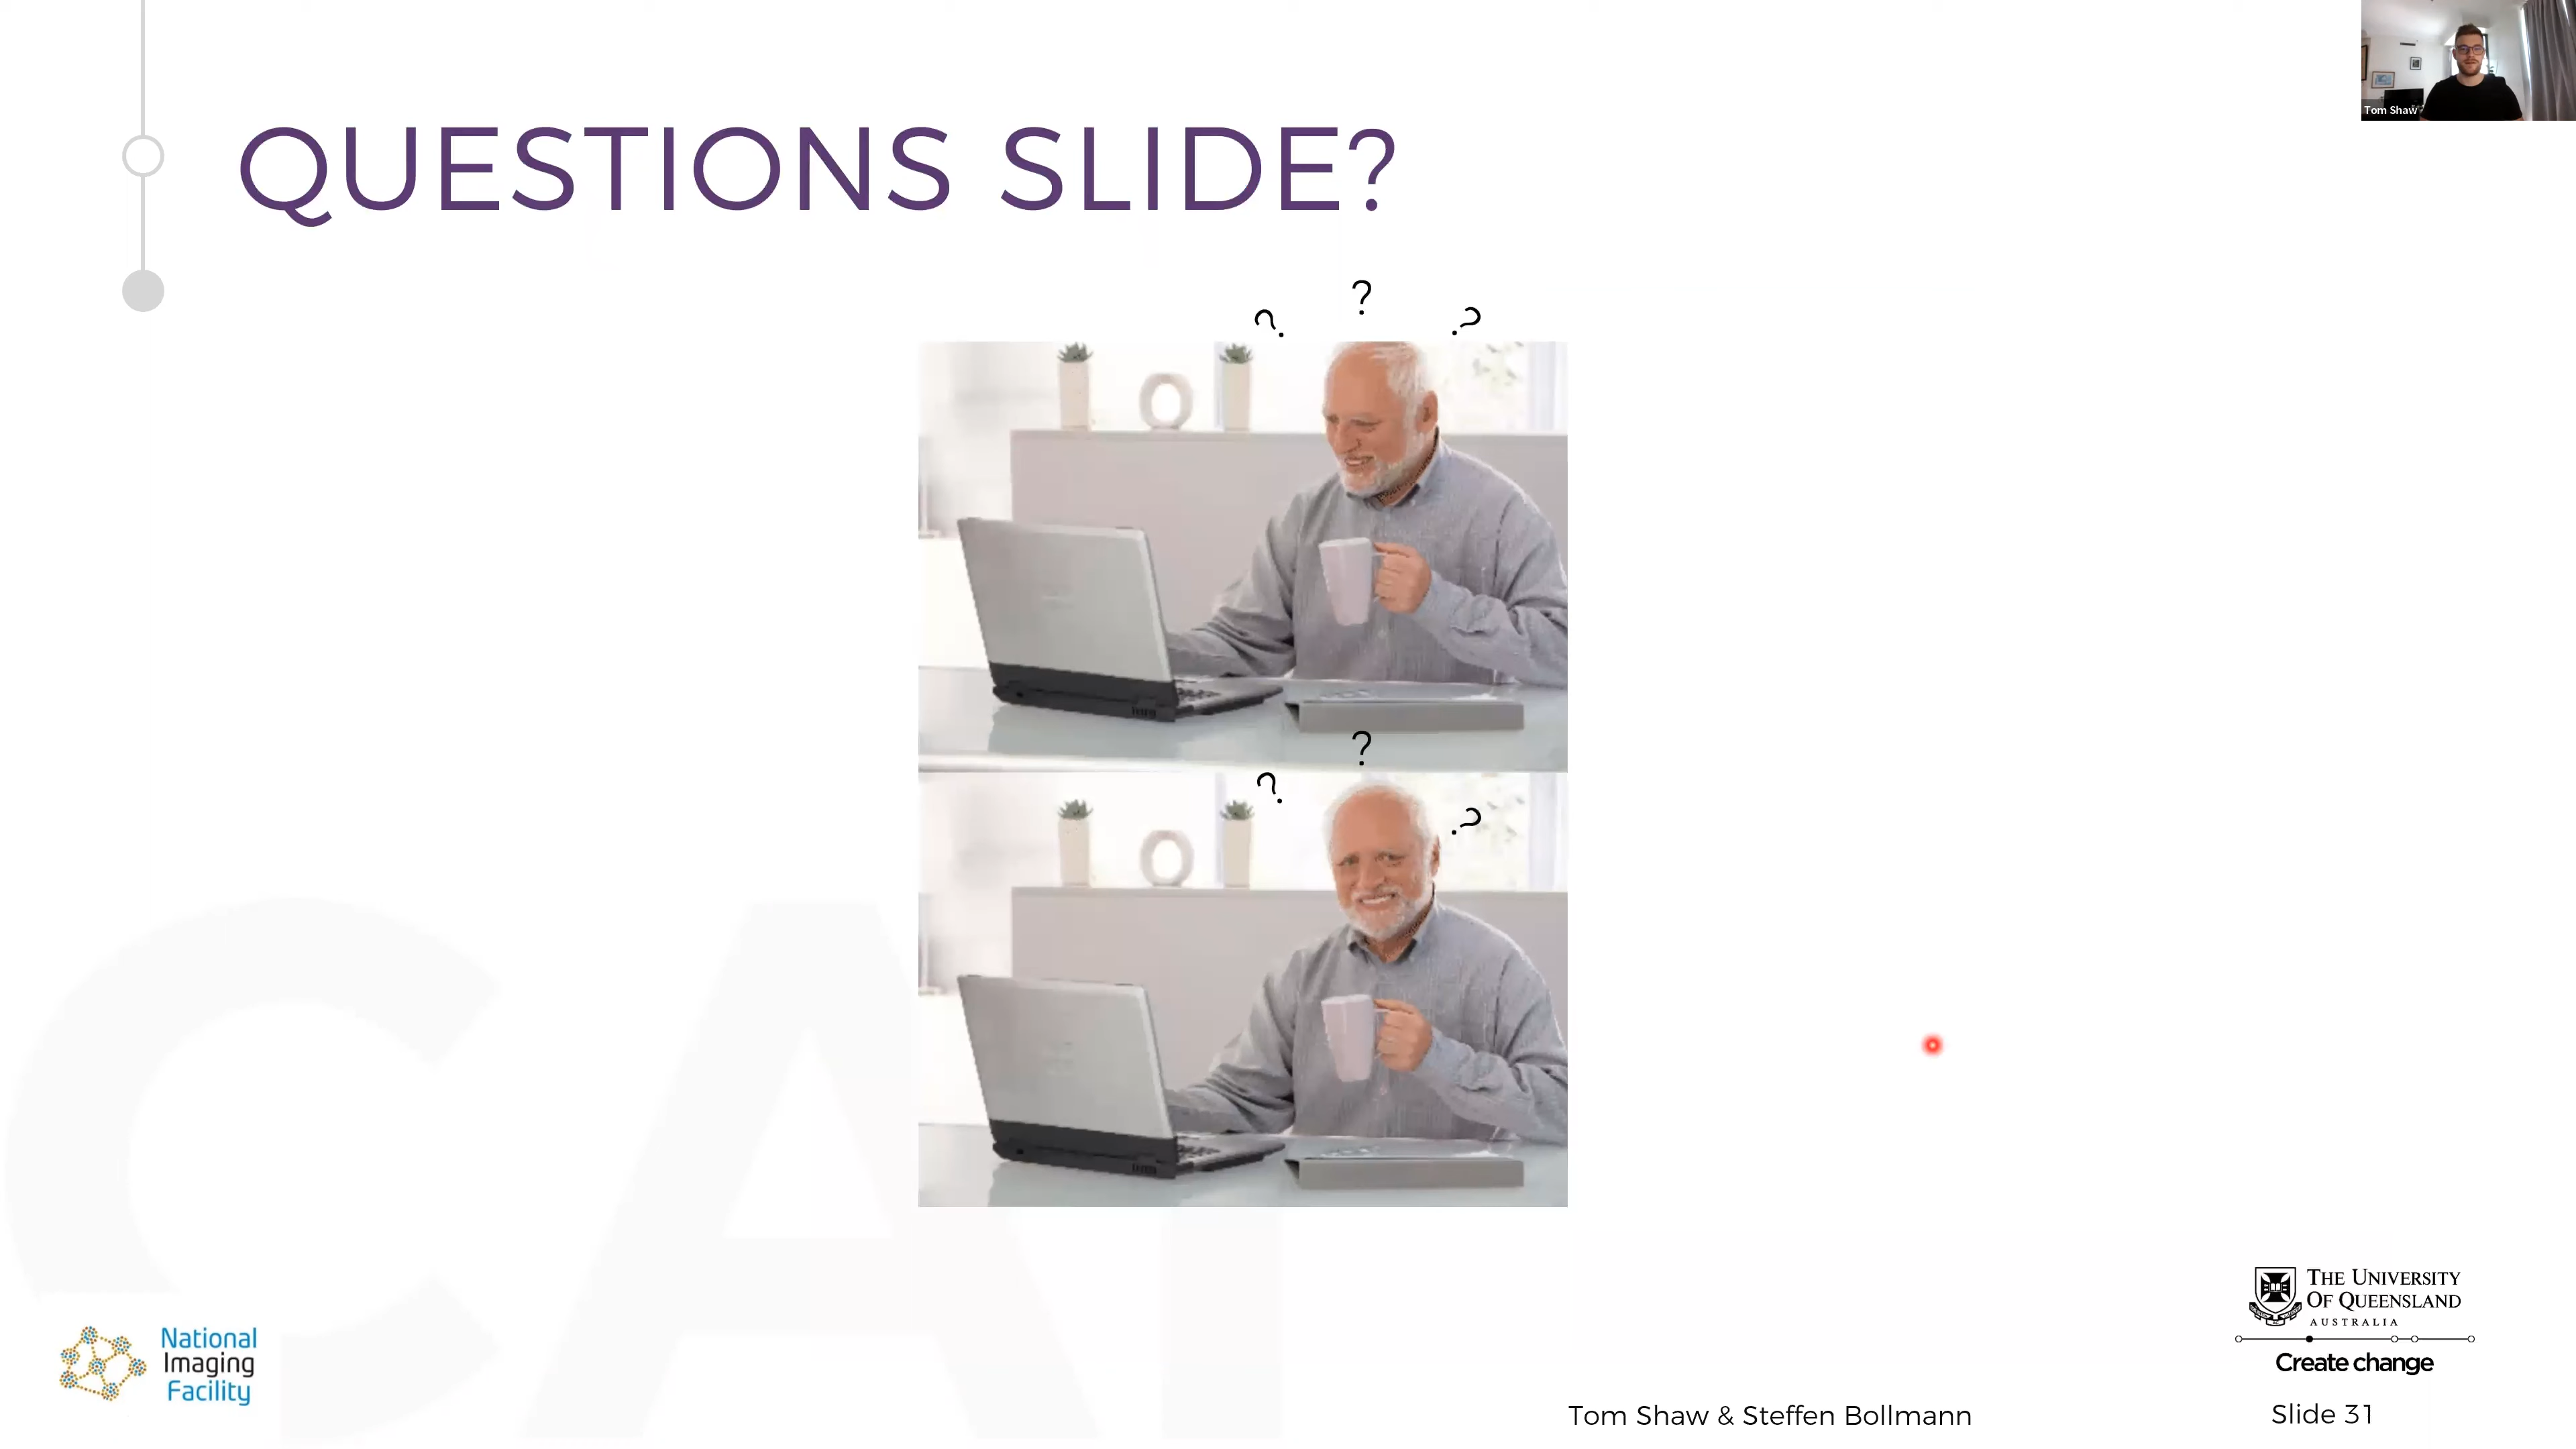 Tom Shaw
QUESTIONS SLIDE?
? ? ?
? ? ?
CAI
National
Imaging
Facility
THE UNIVERSITY
OF QUEENSLAND
AUSTRALIA
Create change
Tom Shaw & Steffen Bollmann
Slide 31